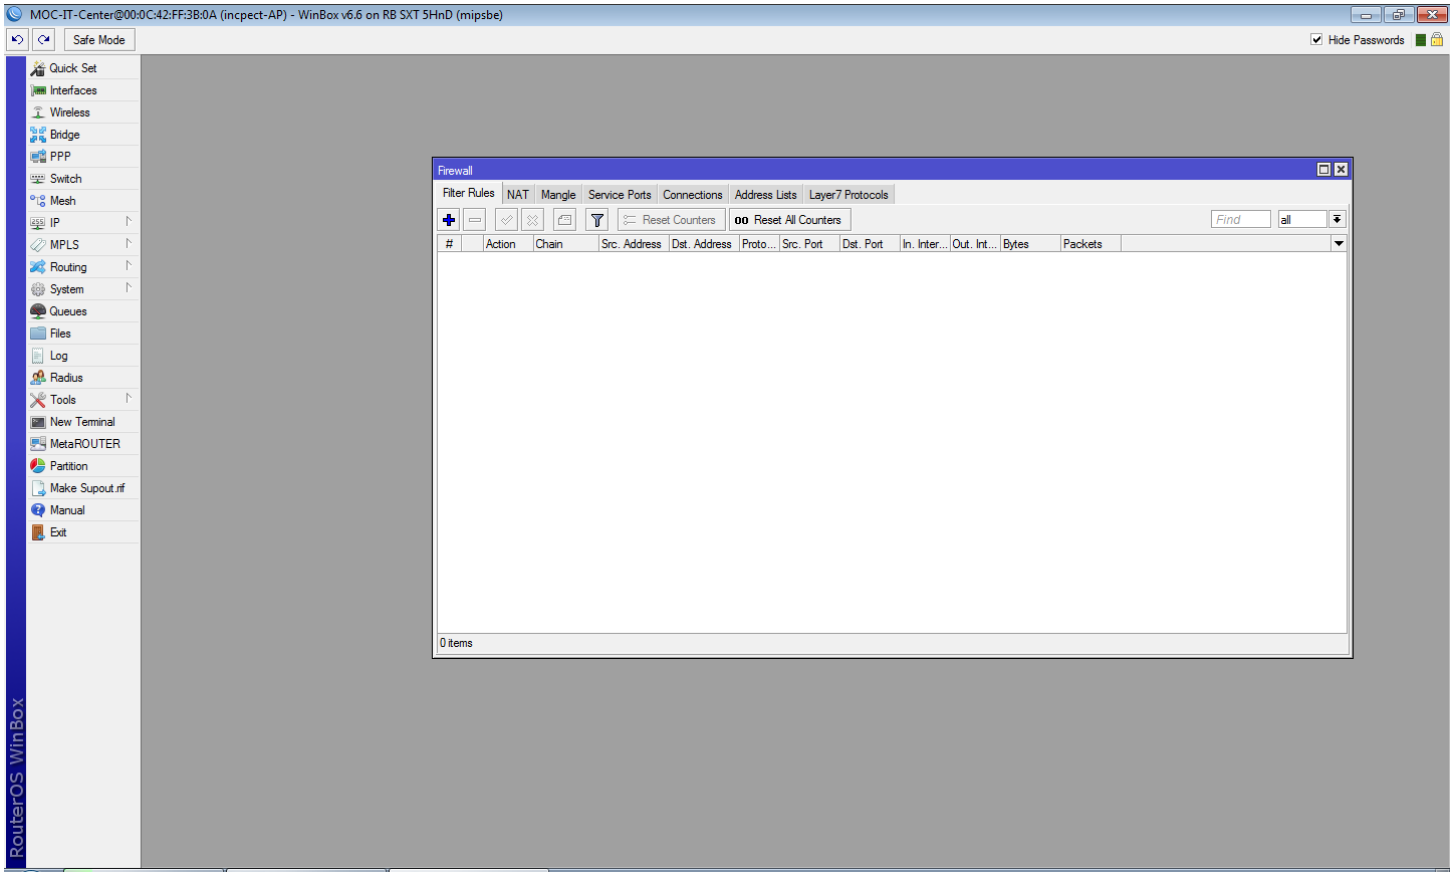 MOC-IT-Center@00:0C:42:FF:3B:0A (incpect-AP) - WinBox v6.6 on RB SXT 5HnD (mipsbe)
Safe Mode
Hide Passwords
Quick Set
Interfaces
Wireless
Bridge
PPP
Switch
Mesh
IP
MPLS
Routing
System
Queues
Files
Log
Radius
Tools
New Terminal
MetaROUTER
Partition
Make Supout.rif
Manual
Exit
RouterOS WinBox
Firewall
Filter Rules NAT Mangle Service Ports Connections Address Lists Layer7 Protocols
Reset Counters 00 Reset All Counters Find all
# Action Chain Src. Address Dst. Address Proto... Src. Port Dst. Port In. Inter... Out. Int... Bytes Packets
0 items